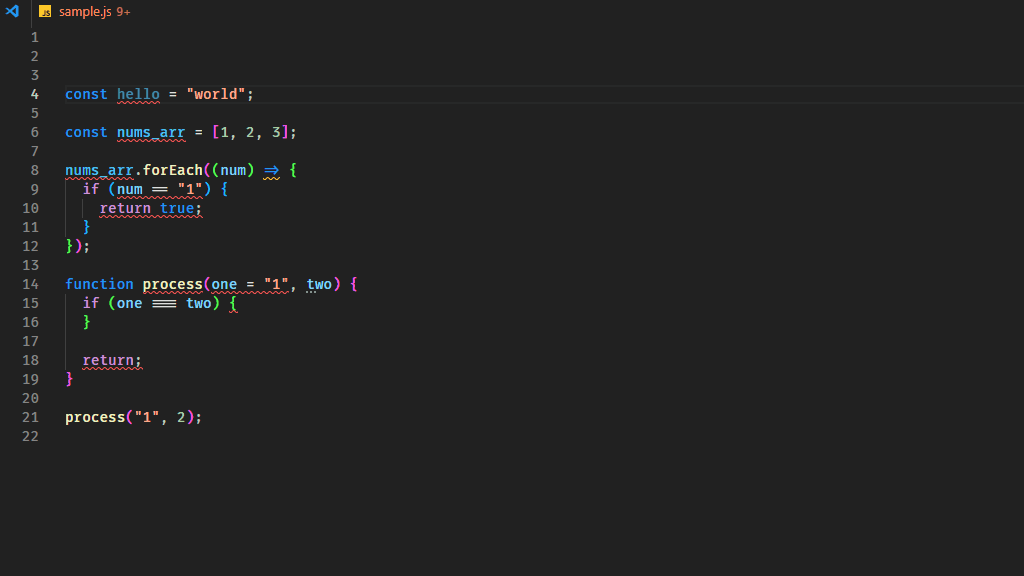 sample.js 9+
1
2
3
4 const hello = "world";
5
6 const nums_arr = [1, 2, 3];
7
8 nums_arr.forEach((num) => {
9   if (num == "1") {
10     return true;
11   }
12 });
13
14 function process(one = "1", two) {
15   if (one === two) {
16   }
17
18   return;
19 }
20
21 process("1", 2);
22